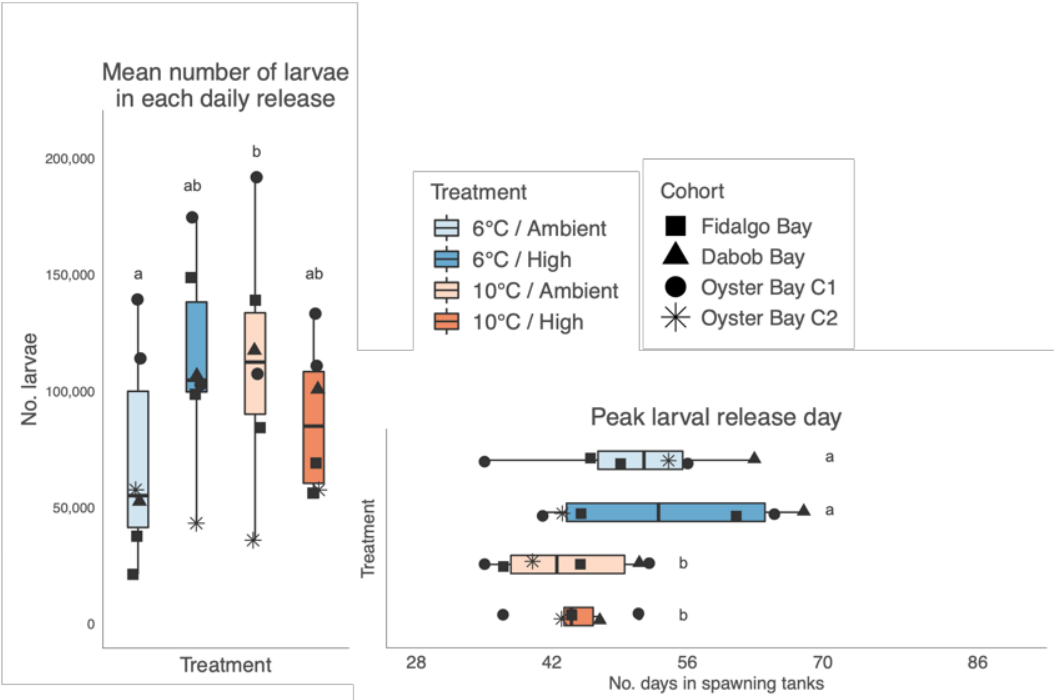 Mean number of larvae
in each daily release
No. larvae
200,000
150,000
100,000
50,000
0
a
ab
b
ab
Treatment
Treatment
6°C / Ambient
6°C / High
10°C / Ambient
10°C / High
Cohort
Fidalgo Bay
Dabob Bay
Oyster Bay C1
Oyster Bay C2
Peak larval release day
Treatment
a
a
b
b
28
42
56
70
86
No. days in spawning tanks